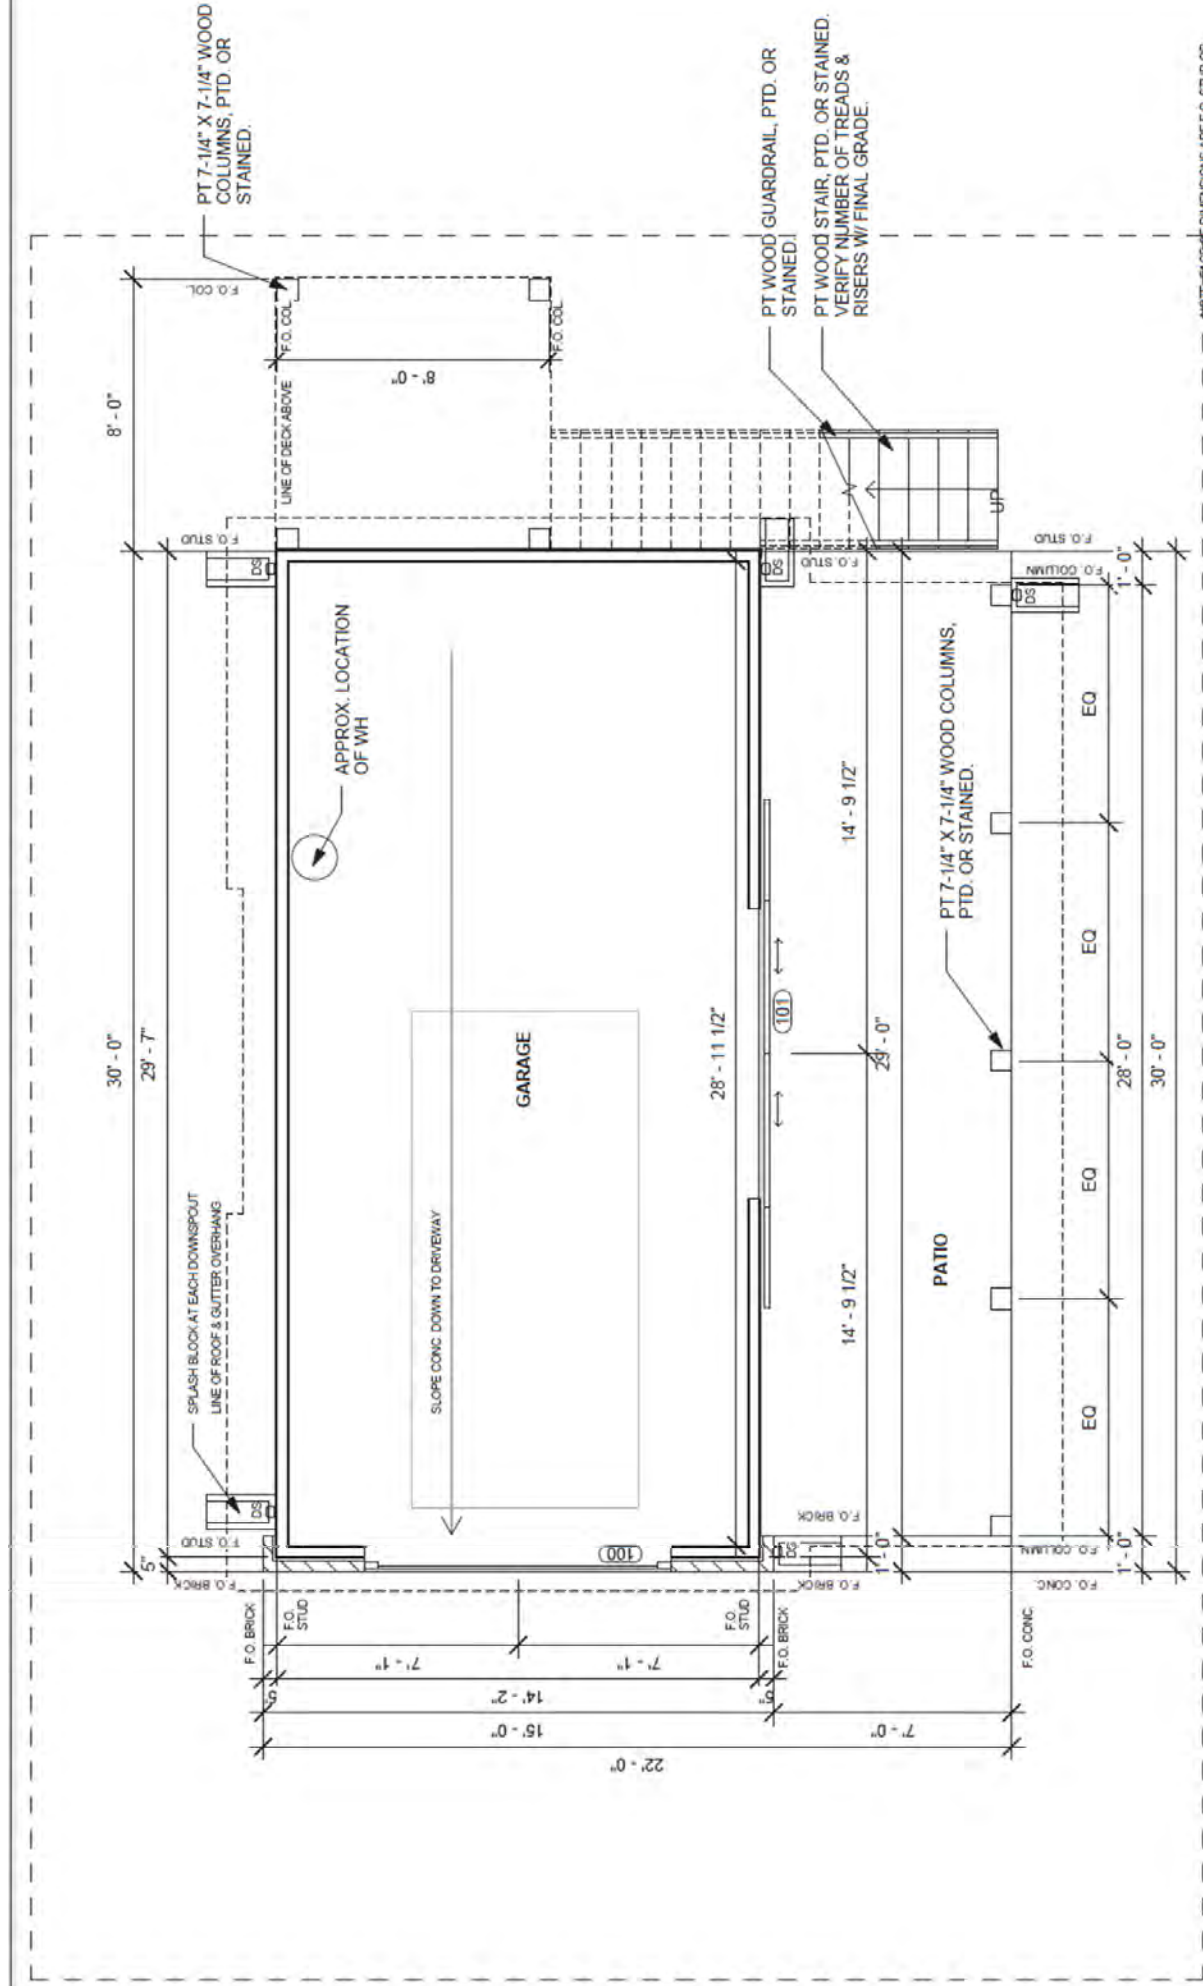 PT 7-1/4" X 7-1/4" WOOD
COLUMNS, PTD. OR
STAINED.
8' - 0"
F.O. COL.
F.O. COL.
F.O. COL.
8' - 0"
LINE OF DECK ABOVE
PT WOOD GUARDRAIL, PTD. OR
STAINED.
PT WOOD STAIR, PTD. OR STAINED.
VERIFY NUMBER OF TREADS &
RISERS W/ FINAL GRADE.
UP
30' - 0"
29' - 7"
5"
F.O. STUD
DS
F.O. STUD
DS
F.O. STUD
F.O. COLUMN
1' - 0"
DS
APPROX. LOCATION
OF WH
SPLASH BLOCK AT EACH DOWNSPOUT
LINE OF ROOF & GUTTER OVERHANG
SLOPE CONC DOWN TO DRIVEWAY
GARAGE
28' - 11 1/2"
101
14' - 9 1/2"
14' - 9 1/2"
29' - 0"
PT 7-1/4" X 7-1/4" WOOD COLUMNS,
PTD. OR STAINED.
PATIO
EQ
EQ
EQ
EQ
28' - 0"
30' - 0"
DS
F.O. STUD
F.O. BRICK
100
F.O. BRICK
DS
F.O. BRICK
1' - 0"
F.O. COLUMN
F.O. CONC.
1' - 0"
F.O. BRICK
F.O.
STUD
F.O.
STUD
F.O. BRICK
F.O. CONC.
7' - 1"
7' - 1"
5"
14' - 2"
5"
15' - 0"
7' - 0"
22' - 0"